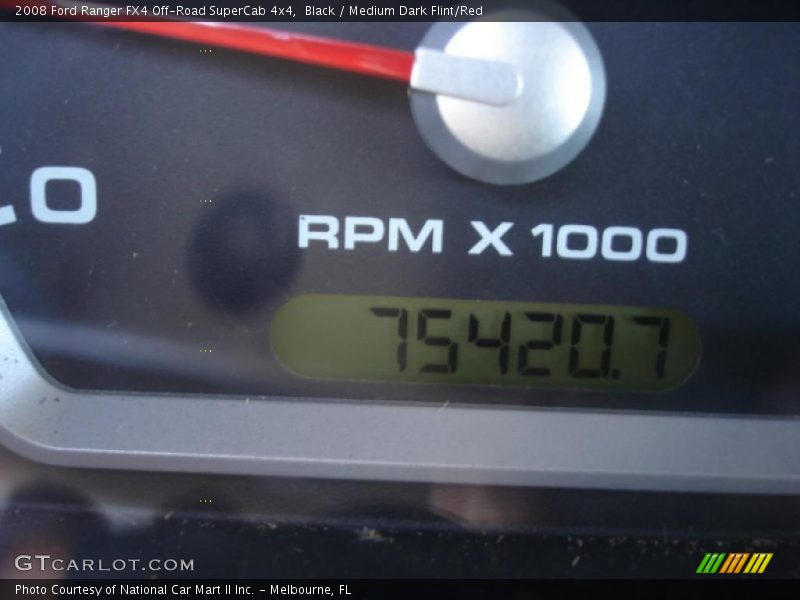 2008 Ford Ranger FX4 Off-Road SuperCab 4x4, Black / Medium Dark Flint/Red
0
RPM X 1000
75420.7
GTCARLOT.COM
Photo Courtesy of National Car Mart II Inc. - Melbourne, FL